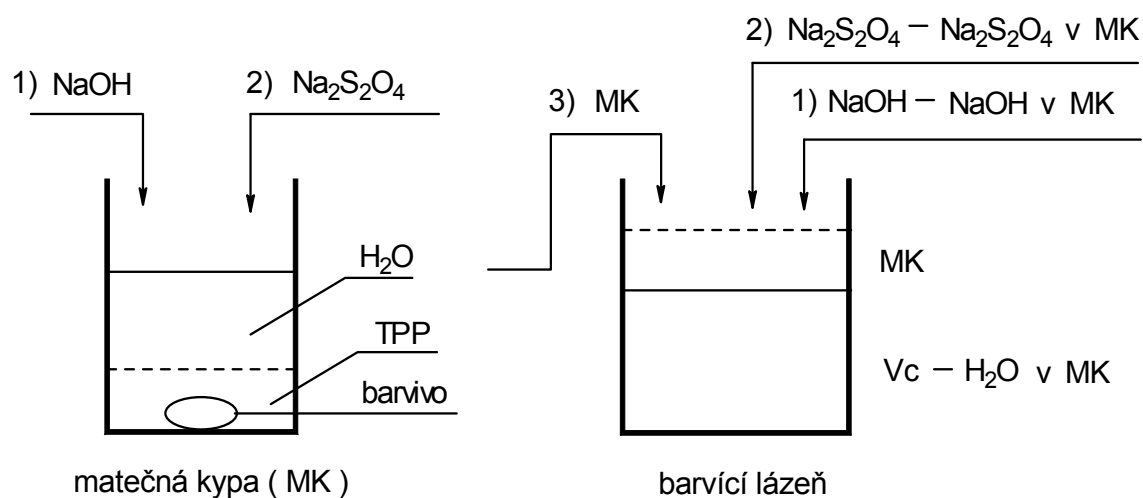 1) NaOH
2) Na₂S₂O₄
H₂O
TPP
barvivo
matečná kypa ( MK )
2) Na₂S₂O₄ – Na₂S₂O₄ v MK
1) NaOH – NaOH v MK
3) MK
MK
Vc – H₂O v MK
barvící lázeň